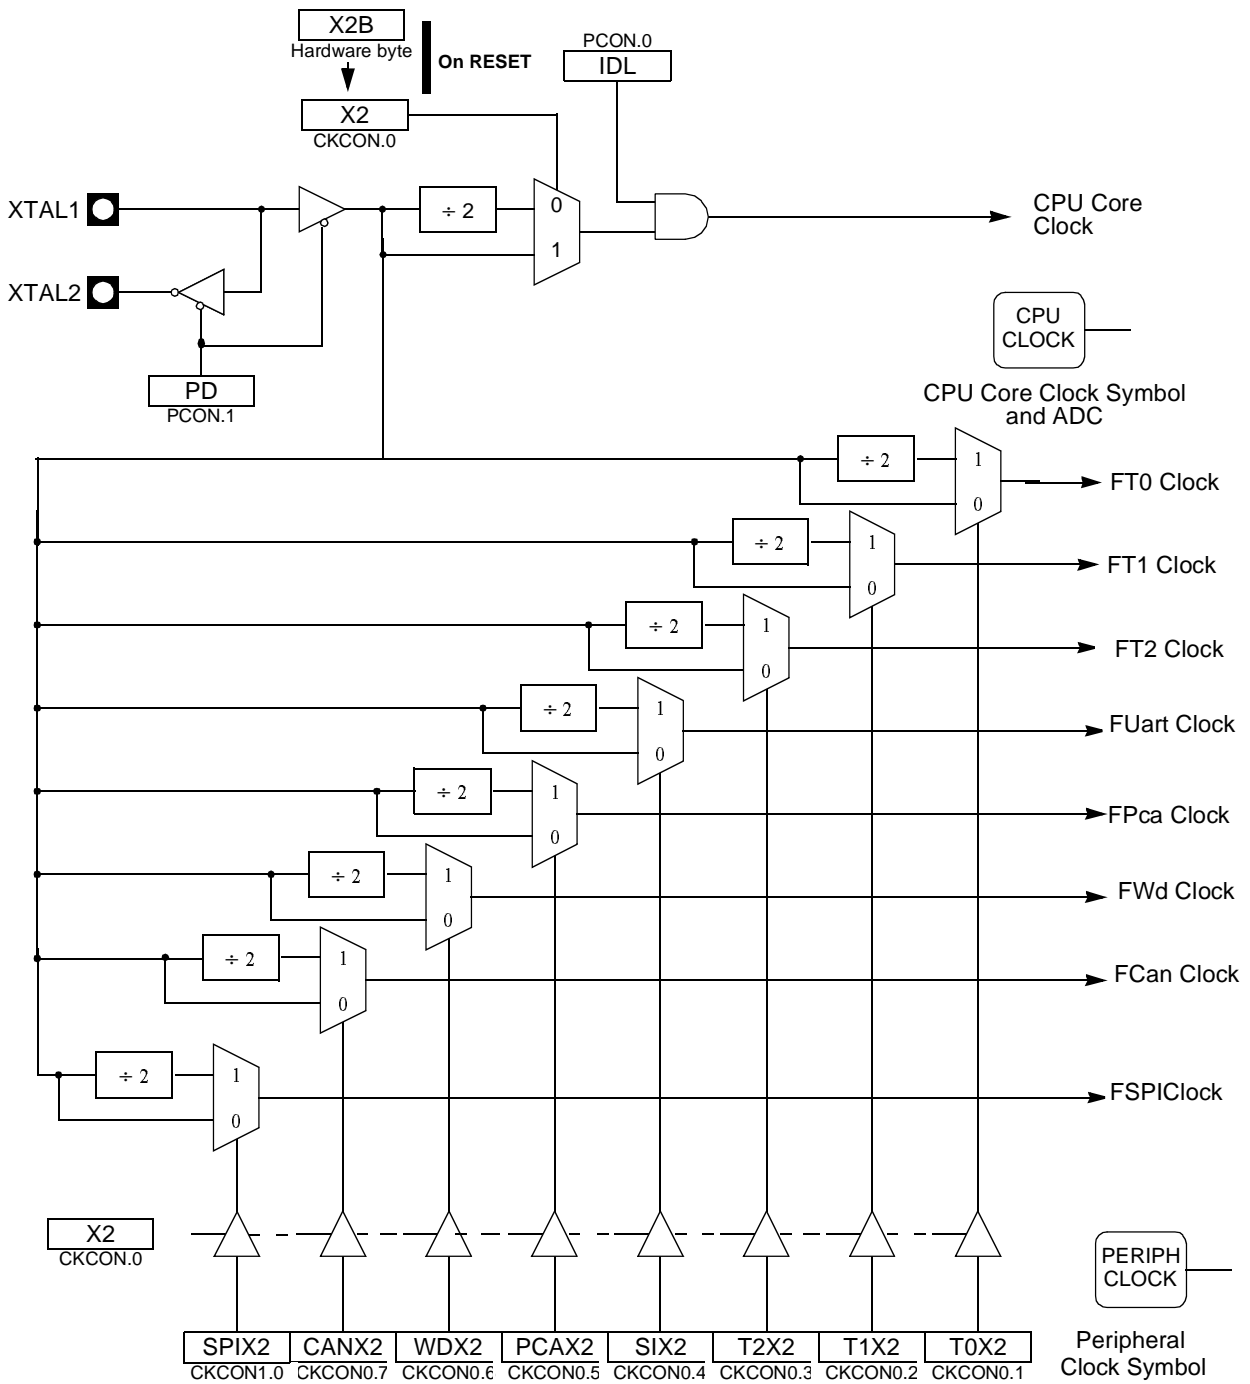 X2B
Hardware byte
On RESET
X2
CKCON.0
PCON.0
IDL
XTAL1
÷ 2
0
1
CPU Core
Clock
XTAL2
PD
PCON.1
CPU
CLOCK
CPU Core Clock Symbol
and ADC
÷ 2
1
0
FT0 Clock
÷ 2
1
0
FT1 Clock
÷ 2
1
0
FT2 Clock
÷ 2
1
0
FUart Clock
÷ 2
1
0
FPca Clock
÷ 2
1
0
FWd Clock
÷ 2
1
0
FCan Clock
÷ 2
1
0
FSPIClock
X2
CKCON.0
PERIPH
CLOCK
Peripheral
Clock Symbol
SPIX2
CKCON1.0
CANX2
CKCON0.7
WDX2
CKCON0.6
PCAX2
CKCON0.5
SIX2
CKCON0.4
T2X2
CKCON0.3
T1X2
CKCON0.2
T0X2
CKCON0.1